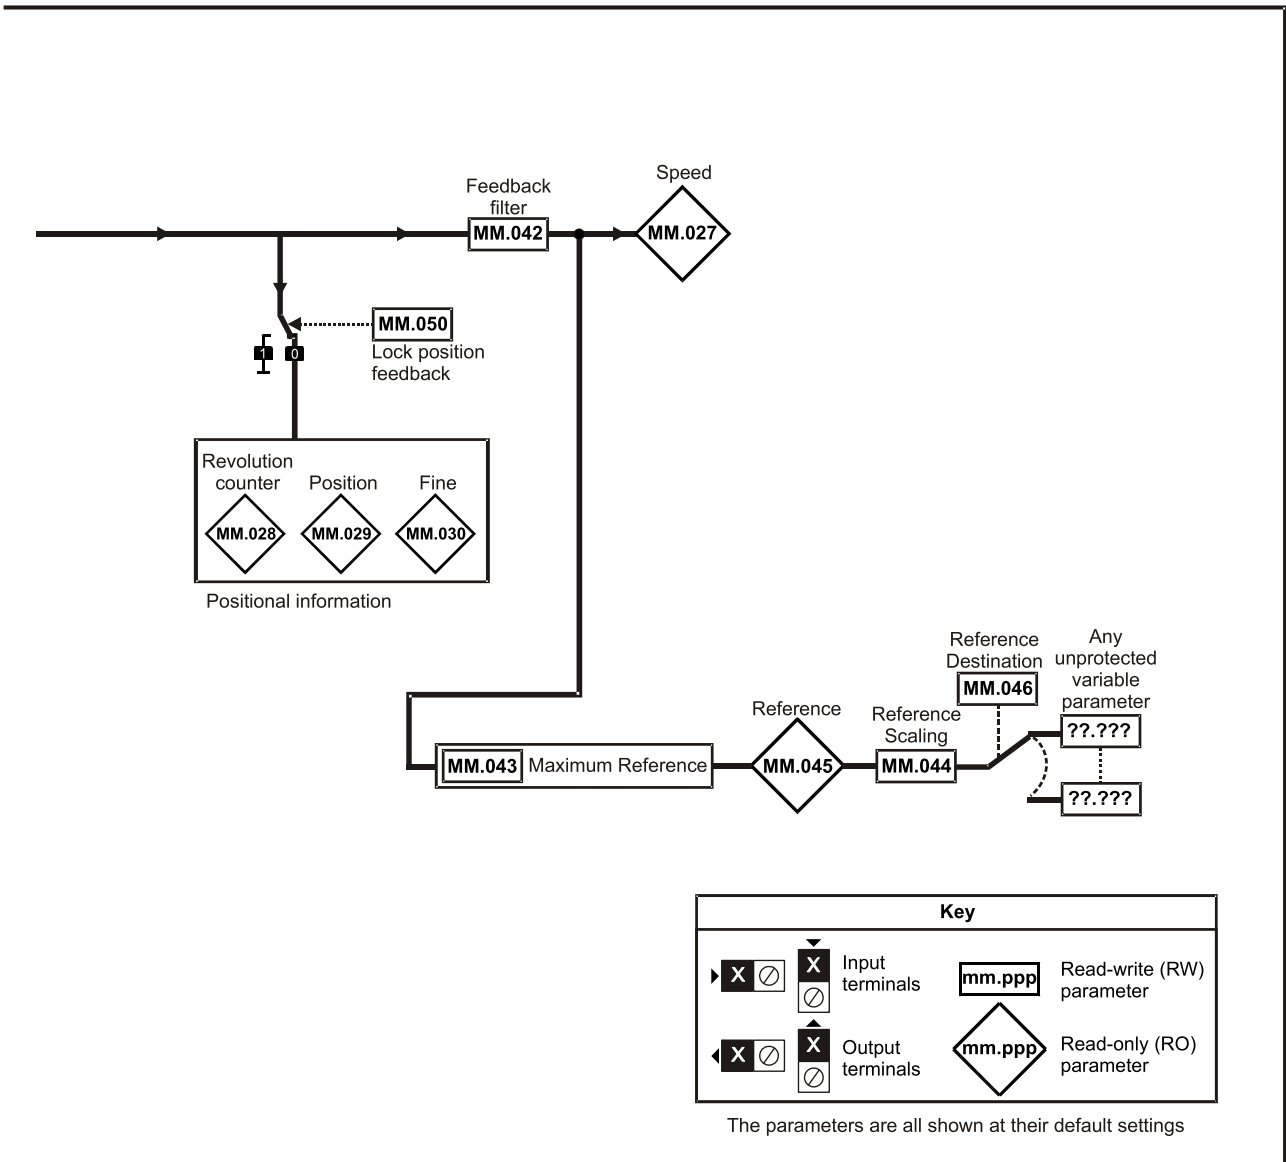 Speed
Feedback
filter
MM.042
MM.027
MM.050
1
0
Lock position
feedback
Revolution
counter
Position
Fine
MM.028
MM.029
MM.030
Positional information
Reference
Destination
MM.046
Any
unprotected
variable
parameter
Reference
Reference
Scaling
??.???
MM.043
Maximum Reference
MM.045
MM.044
??.???
Key
X
X
Input
terminals
mm.ppp
Read-write (RW)
parameter
X
X
Output
terminals
mm.ppp
Read-only (RO)
parameter
The parameters are all shown at their default settings